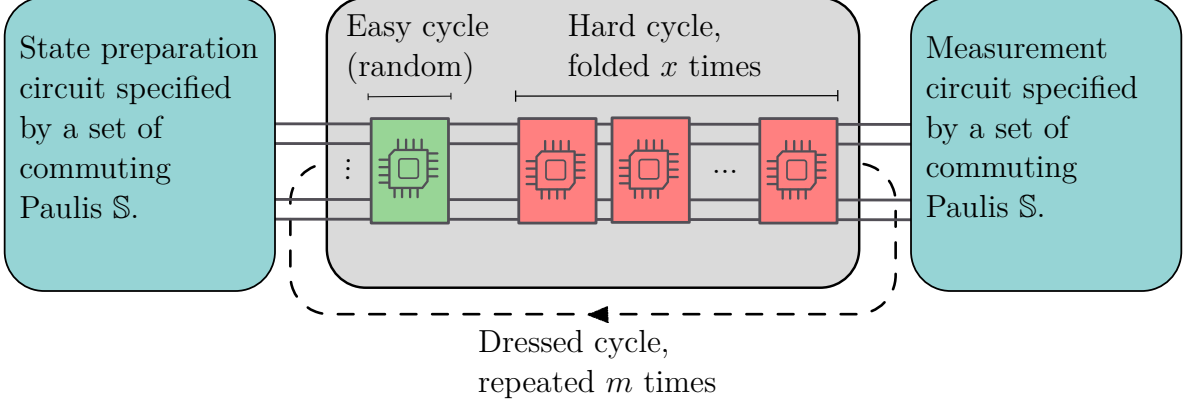 State preparation
circuit specified
by a set of
commuting
Paulis 𝕊.
Easy cycle
(random)
Hard cycle,
folded x times
⋮
...
Measurement
circuit specified
by a set of
commuting
Paulis 𝕊.
Dressed cycle,
repeated m times